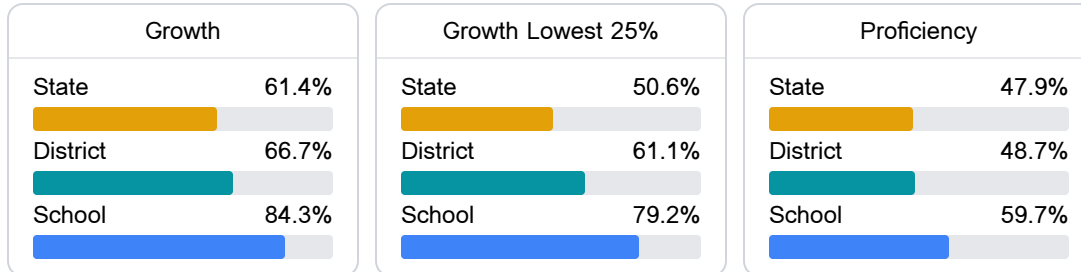 Growth
State 61.4%
District 66.7%
School 84.3%
Growth Lowest 25%
State 50.6%
District 61.1%
School 79.2%
Proficiency
State 47.9%
District 48.7%
School 59.7%